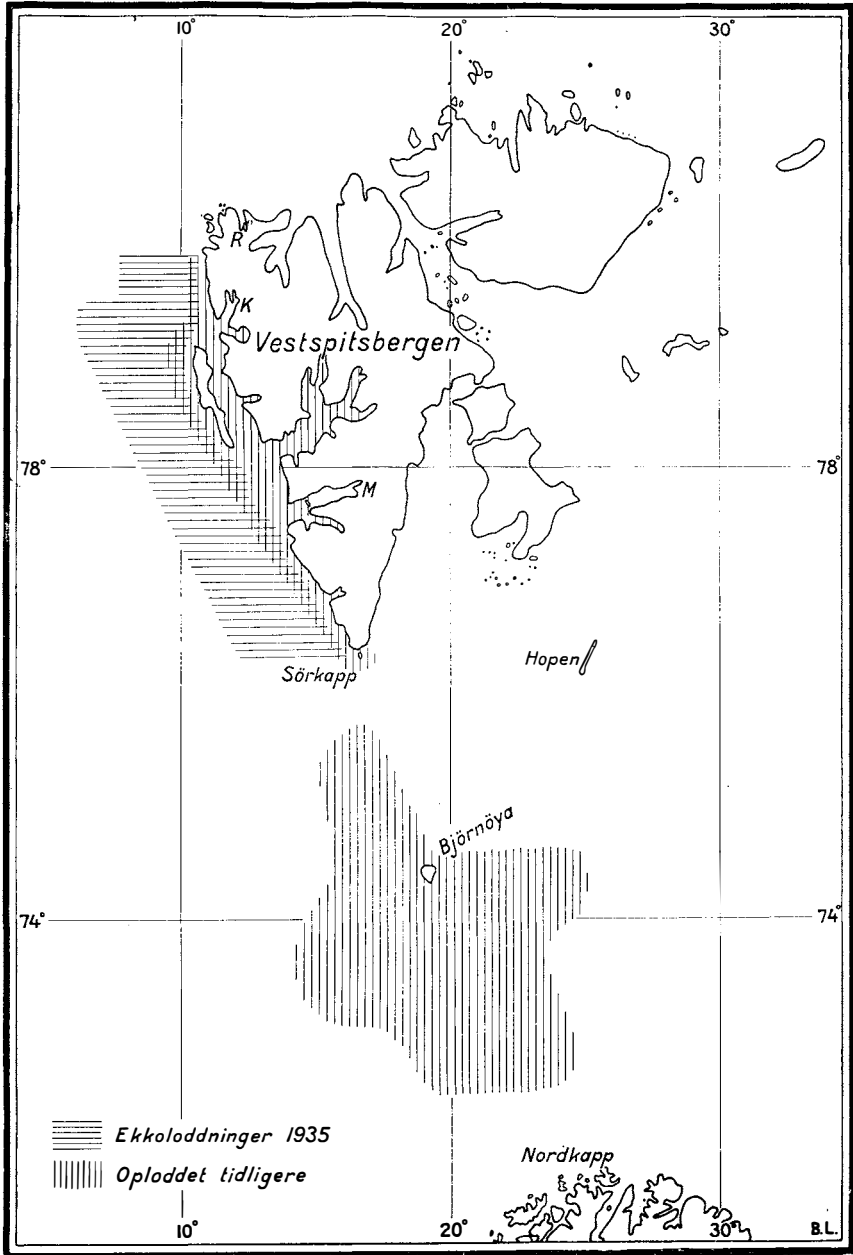 10°
20°
30°
R
K
Vestspitsbergen
78°
78°
M
Hopen
Sörkapp
Björnöya
74°
74°
Ekkoloddninger 1935
Oploddet tidligere
Nordkapp
10°
20°
30°
B.L.